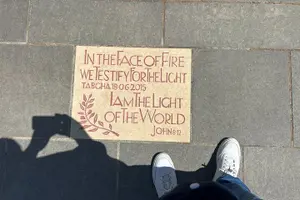 IN THE FACE OF FIRE
WE TESTIFY FOR THE LIGHT
TABGHA 18·06·2015
I AM THE LIGHT
OF THE WORLD
JOHN 8:12